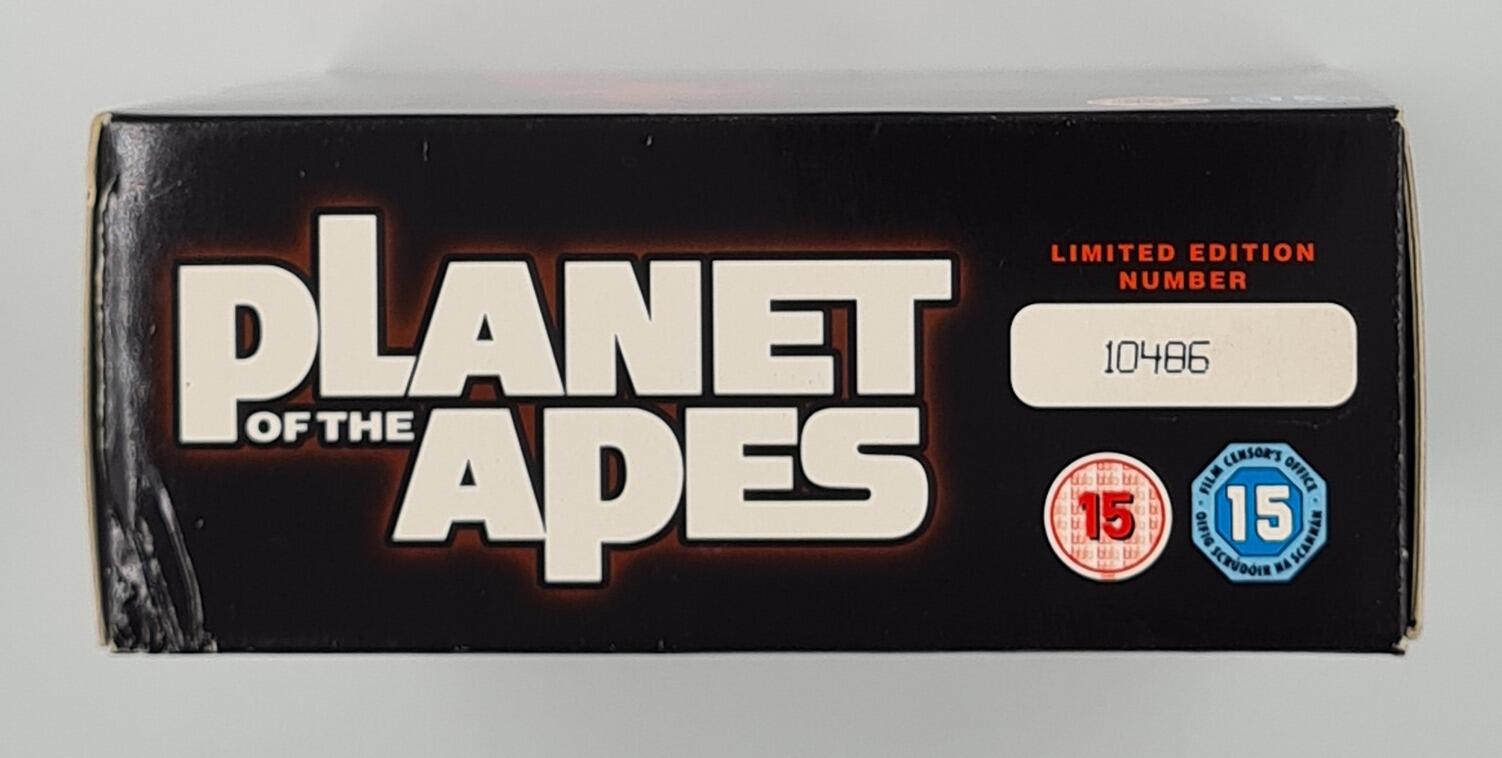 PLANET
OF THE
APES
LIMITED EDITION
NUMBER
10486
15
FILM CENSOR'S OFFICE
15
OIFIG SCRÚDÓIR NA SCANNÁN